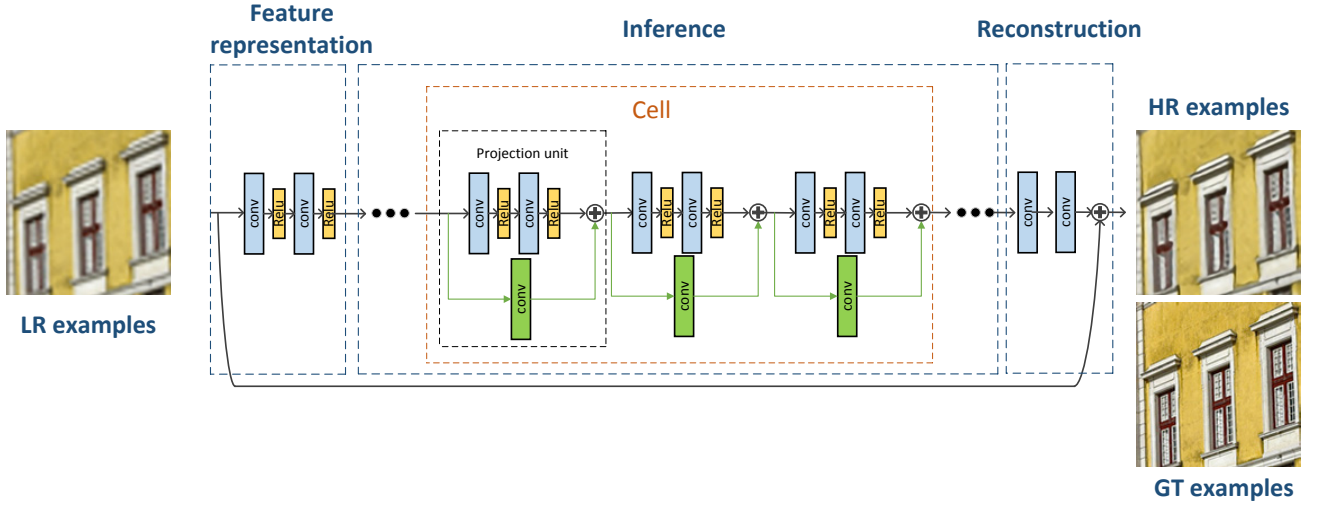 Feature
representation
Inference
Reconstruction
Cell
HR examples
Projection unit
conv
Relu
conv
Relu
conv
Relu
conv
Relu
conv
conv
Relu
conv
Relu
conv
conv
Relu
conv
Relu
conv
conv
conv
LR examples
GT examples